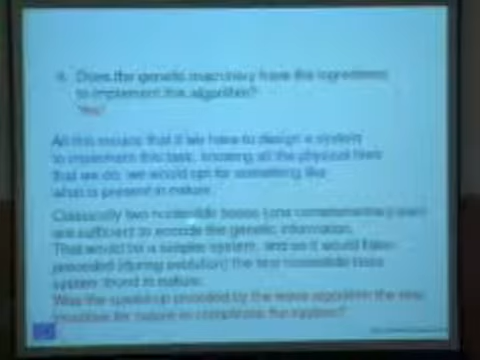 Does the genetic machinery have the ingredients
to implement this algorithm?
Yes!
All this means that if we have to design a system
to implement this task, knowing all the physical laws
that we do, we would opt for something like
what is present in nature.
Classically two nucleotide bases (one complementary pair)
are sufficient to encode the genetic information.
That would be a simpler system, and so it would have
preceded (during evolution) the four nucleotide base
system found in nature.
Was the speed-up provided by the wave algorithm the real
incentive for nature to complicate the system?